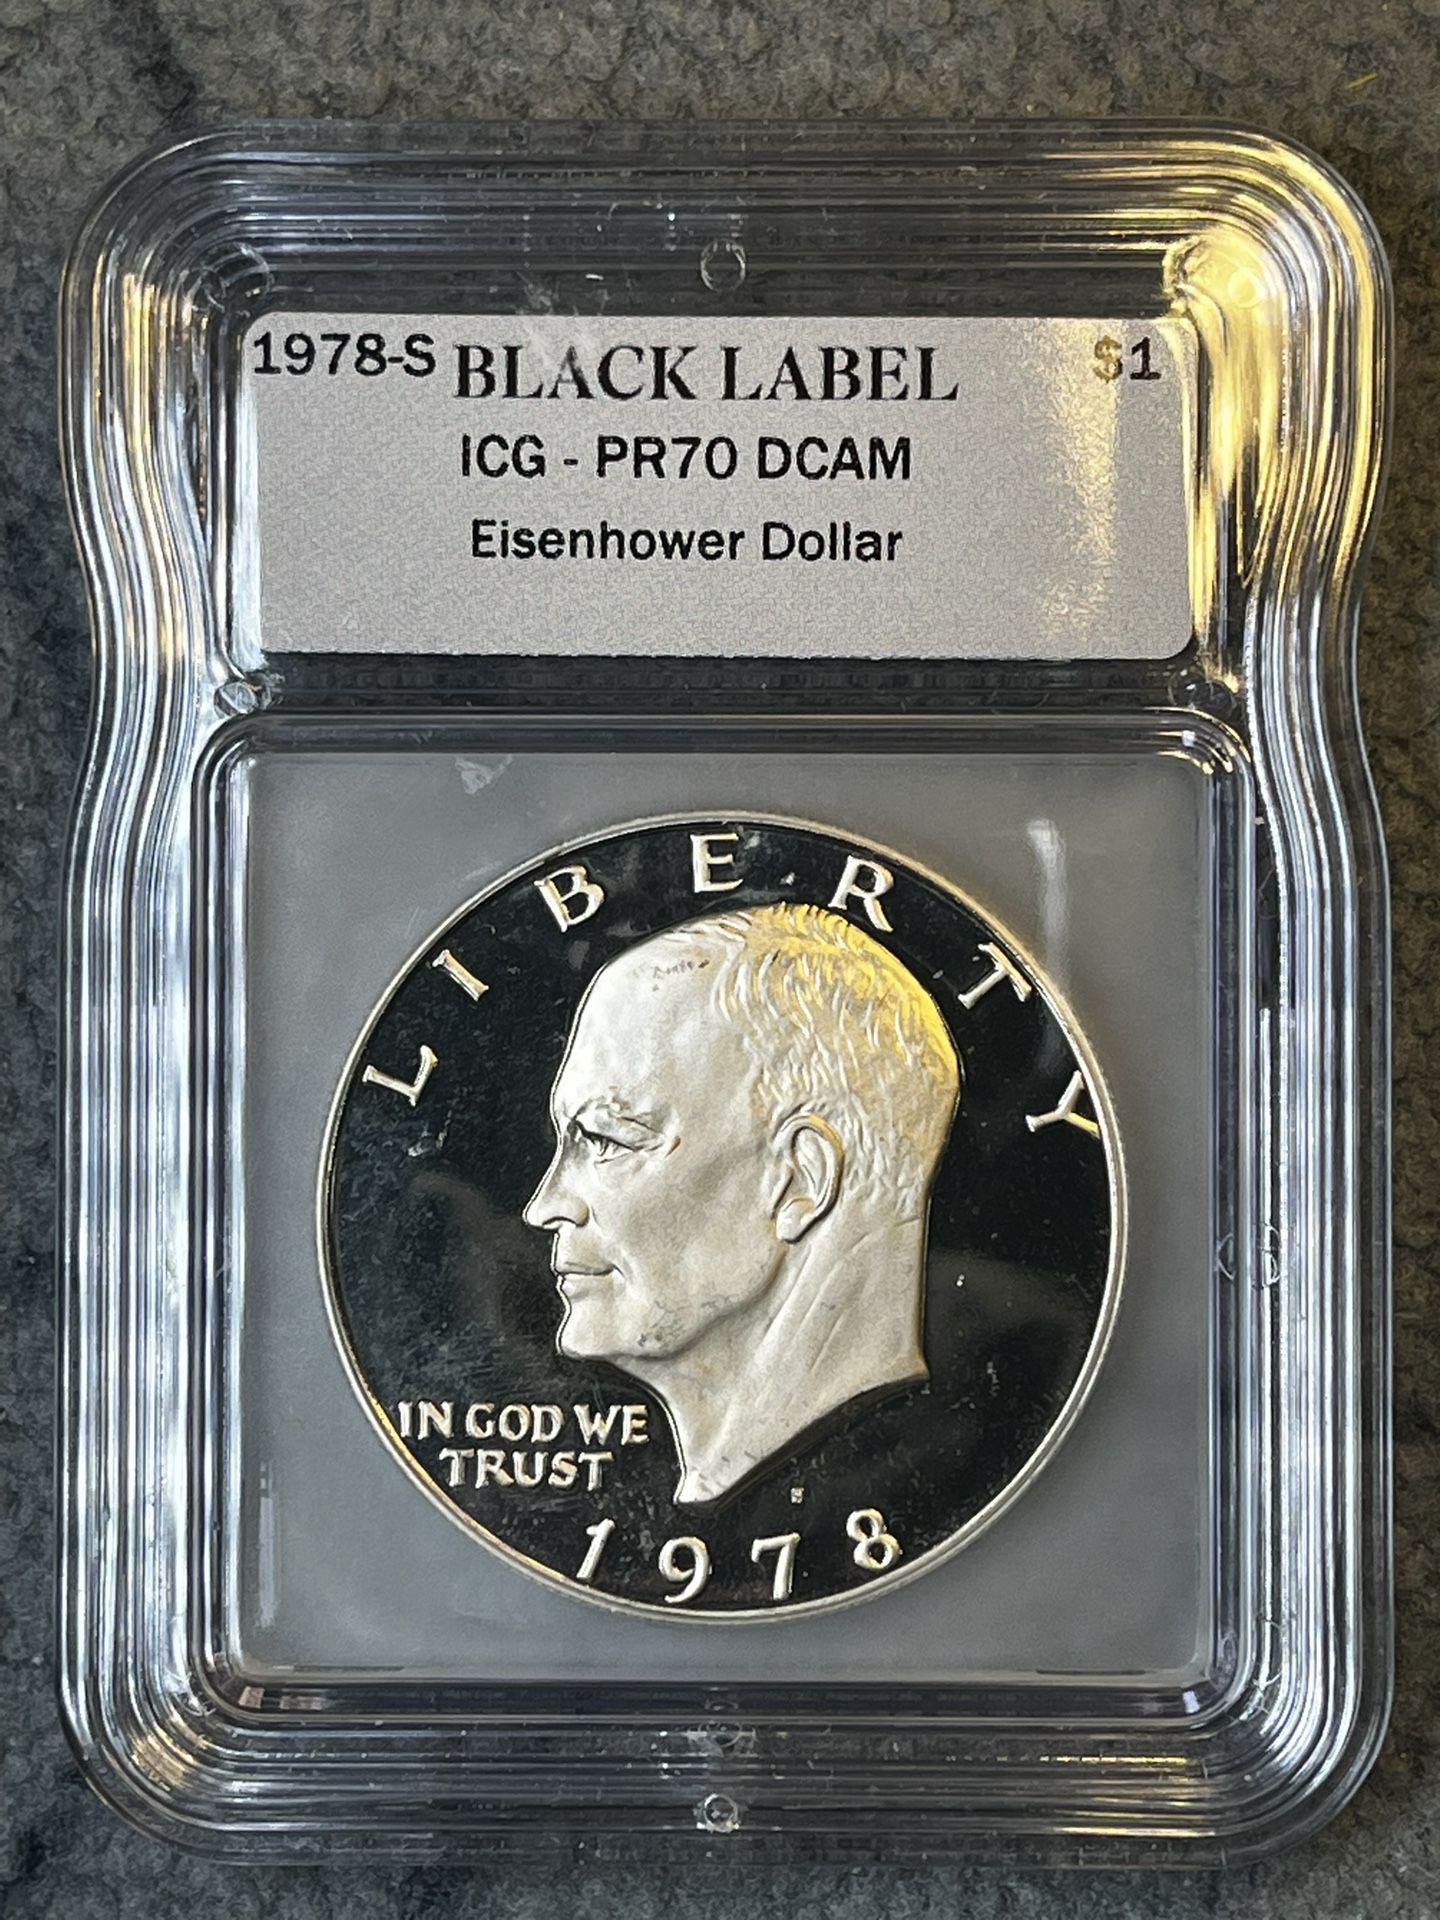 1978-S BLACK LABEL $1
ICG - PR70 DCAM
Eisenhower Dollar
LIBERTY
IN GOD WE
TRUST
1978